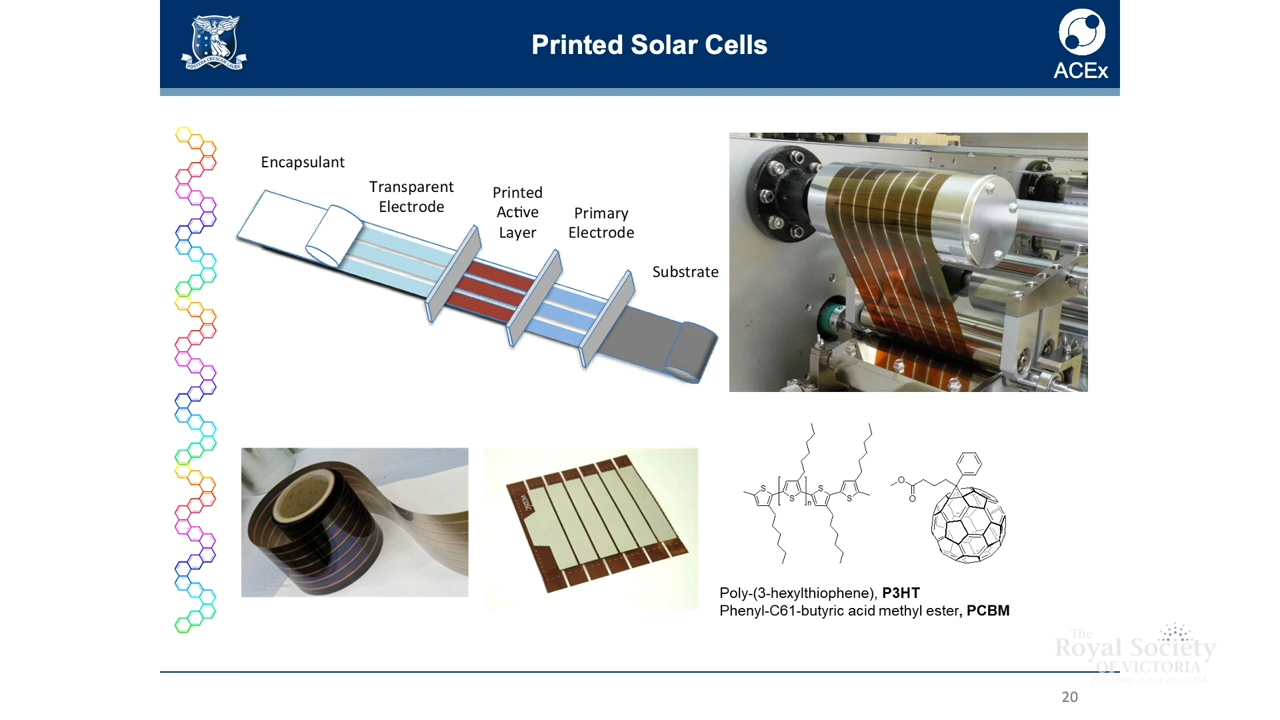 Printed Solar Cells
ACEx
Encapsulant
Transparent
Electrode
Printed
Active
Layer
Primary
Electrode
Substrate
VICOSC
S
S
n
S
S
O
O
Poly-(3-hexylthiophene), P3HT
Phenyl-C61-butyric acid methyl ester, PCBM
The
Royal Society
OF VICTORIA
20